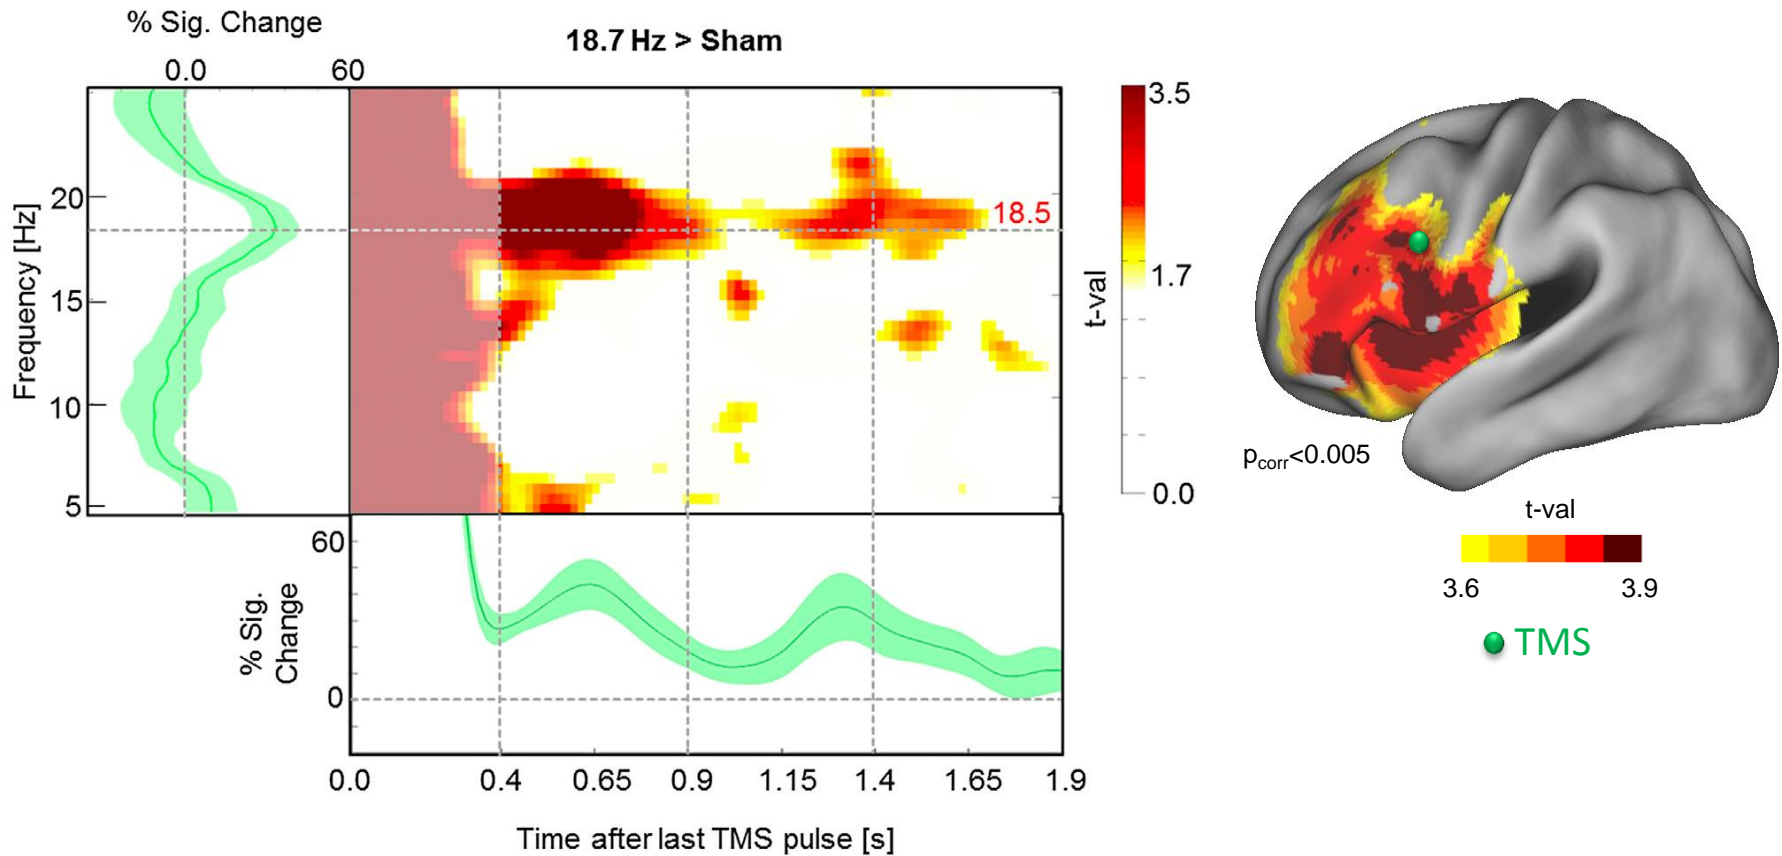 % Sig. Change
0.0 60
18.7 Hz > Sham
Frequency [Hz]
20
15
10
5
18.5
3.5
1.7
0.0
t-val
% Sig.
Change
60
0
0.0 0.4 0.65 0.9 1.15 1.4 1.65 1.9
Time after last TMS pulse [s]
pcorr<0.005
t-val
3.6 3.9
TMS